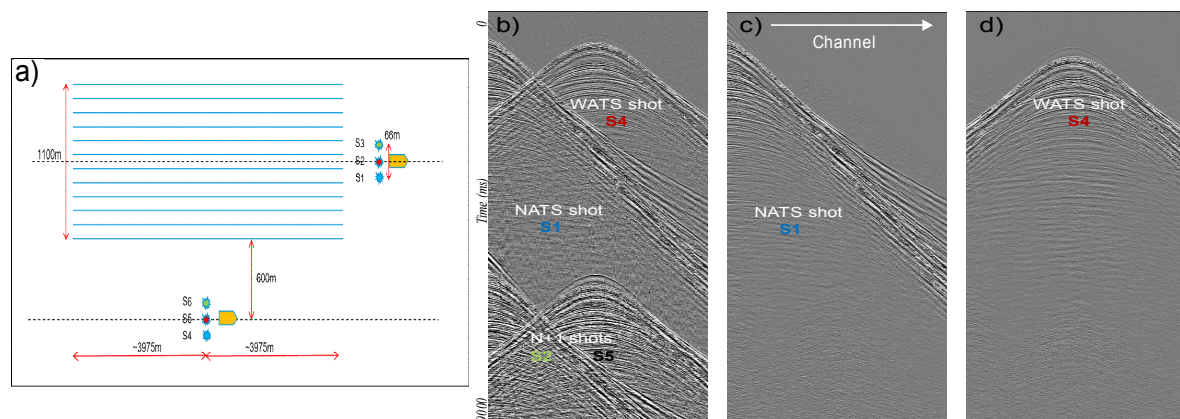 a)
1100m
S3
S2
S1
66m
600m
S6
S5
S4
~3975m
~3975m
b)
0
Time (ms)
WATS shot
S4
NATS shot
S1
N+1 shots
S2
S5
c)
Channel
NATS shot
S1
d)
WATS shot
S4